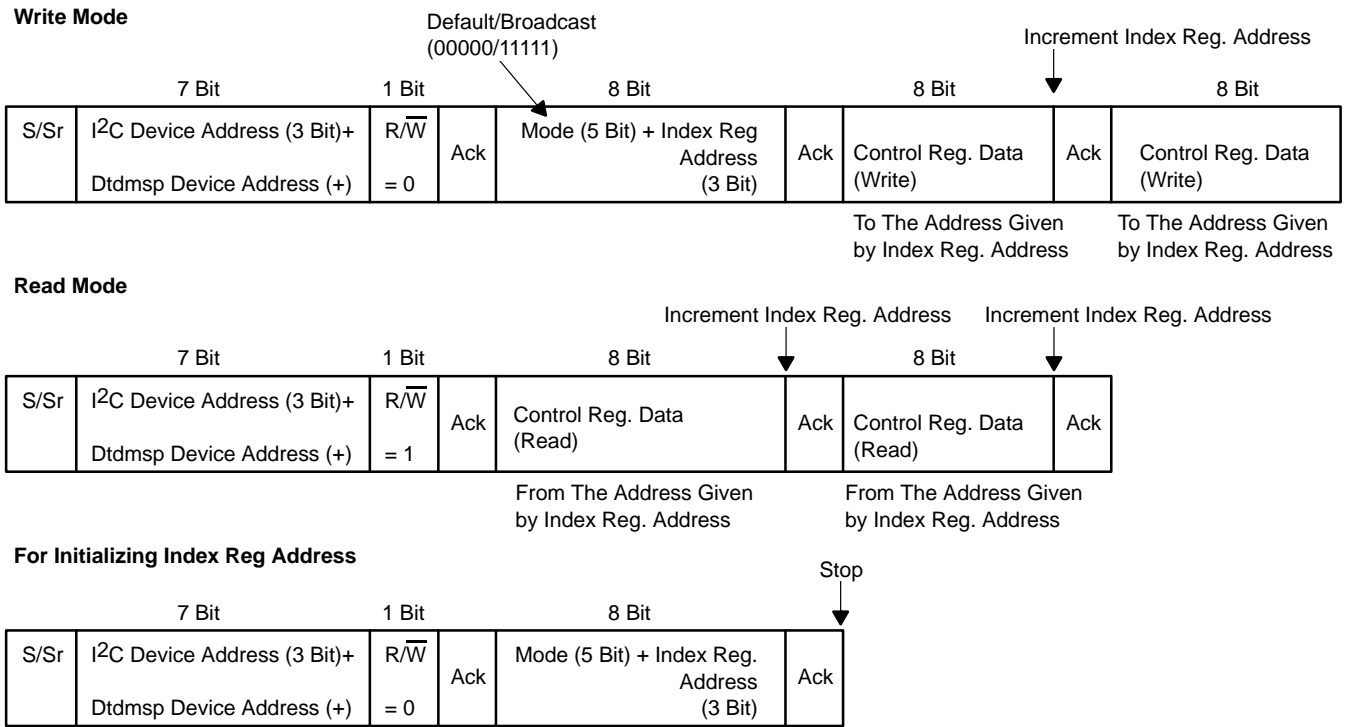 Write Mode
Default/Broadcast
(00000/11111)
Increment Index Reg. Address
7 Bit 1 Bit 8 Bit 8 Bit 8 Bit
S/Sr I2C Device Address (3 Bit)+ R/W Mode (5 Bit) + Index Reg
Ack Address Ack Control Reg. Data Ack Control Reg. Data
Dtdmsp Device Address (+) = 0 (3 Bit) (Write) (Write)
To The Address Given To The Address Given
by Index Reg. Address by Index Reg. Address
Read Mode
Increment Index Reg. Address Increment Index Reg. Address
7 Bit 1 Bit 8 Bit 8 Bit
S/Sr I2C Device Address (3 Bit)+ R/W
Ack Control Reg. Data Ack Control Reg. Data Ack
Dtdmsp Device Address (+) = 1 (Read) (Read)
From The Address Given From The Address Given
by Index Reg. Address by Index Reg. Address
For Initializing Index Reg Address
Stop
7 Bit 1 Bit 8 Bit
S/Sr I2C Device Address (3 Bit)+ R/W Mode (5 Bit) + Index Reg.
Ack Address Ack
Dtdmsp Device Address (+) = 0 (3 Bit)